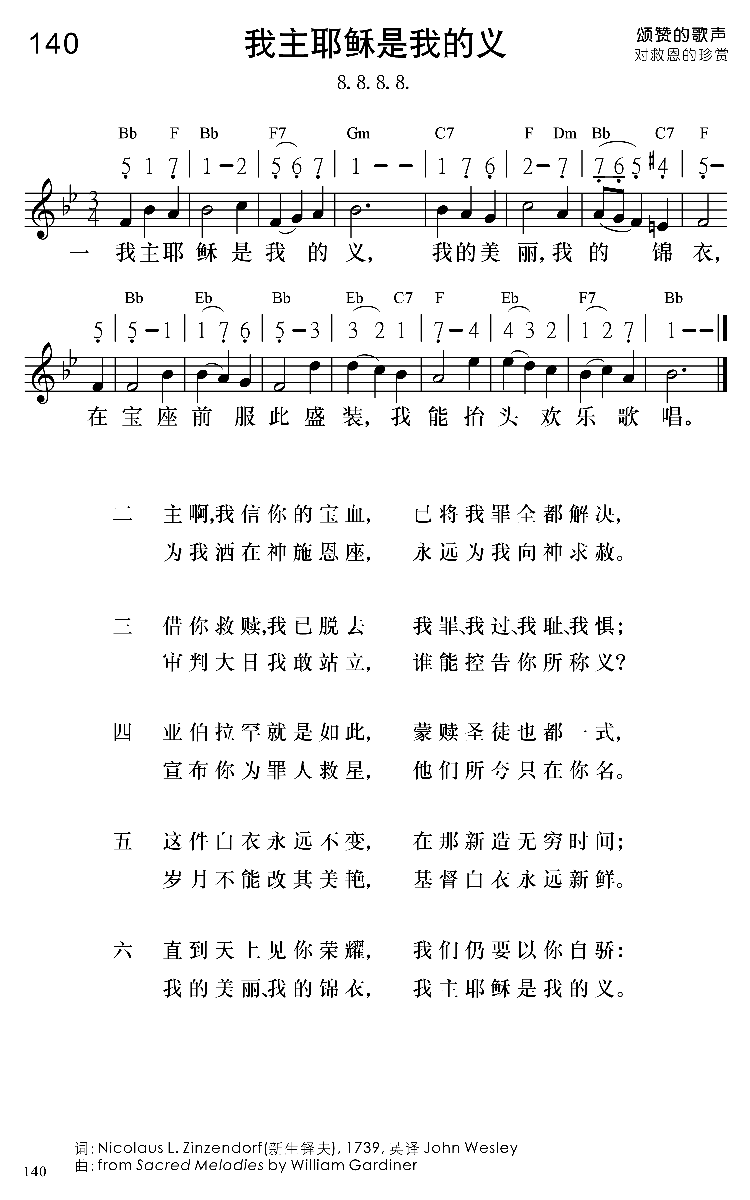 140
我主耶稣是我的义
颂赞的歌声
对救恩的珍赏
8. 8. 8. 8.
Bb F Bb F7 Gm C7 F Dm Bb C7 F
5 1 7 | 1 – 2 | 5 6 7 | 1 – – | 1 7 6 | 2 – 7 | 7 6 5 #4 | 5 –
3
4
一 我主耶 稣 是 我 的 义, 我的美 丽,我 的 锦 衣,
Bb Eb Bb Eb C7 F Eb F7 Bb
5 | 5 – 1 | 1 7 6 | 5 – 3 | 3 2 1 | 7 – 4 | 4 3 2 | 1 2 7 | 1 – – ‖
在 宝 座 前 服 此 盛 装, 我 能 抬 头 欢 乐 歌 唱。
二 主啊,我信你的宝血, 已将我罪全都解决,
为我洒在神施恩座, 永远为我向神求赦。
三 借你救赎,我已脱去 我罪、我过、我耻、我惧;
审判大日我敢站立, 谁能控告你所称义?
四 亚伯拉罕就是如此, 蒙赎圣徒也都一式,
宣布你为罪人救星, 他们所夸只在你名。
五 这件白衣永远不变, 在那新造无穷时间;
岁月不能改其美艳, 基督白衣永远新鲜。
六 直到天上见你荣耀, 我们仍要以你自骄:
我的美丽、我的锦衣, 我主耶稣是我的义。
词: Nicolaus L. Zinzendorf(新生铎夫), 1739, 英译 John Wesley
曲: from Sacred Melodies by William Gardiner
140